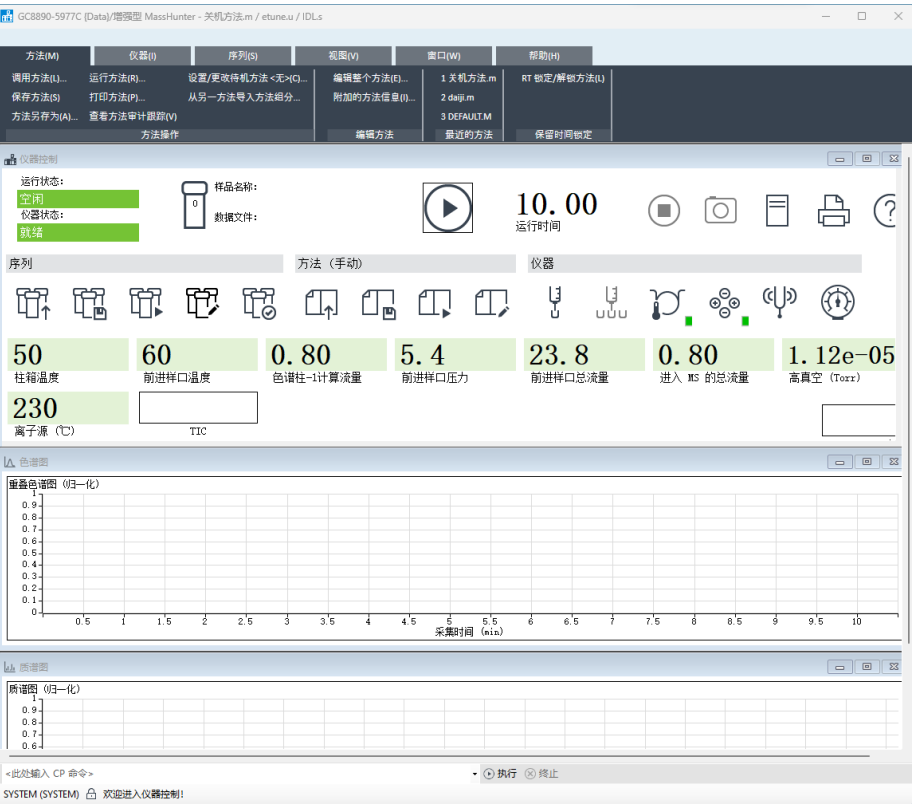 GC8890-5977C [Data]/增强型 MassHunter - 关机方法.m / etune.u / IDL.s
方法(M) 仪器(I) 序列(S) 视图(V) 窗口(W) 帮助(H)
调用方法(L)... 运行方法(R)... 设置/更改待机方法 <无>(C)... 编辑整个方法(E)... 1 关机方法.m RT 锁定/解锁方法(L)
保存方法(S) 打印方法(P)... 从另一方法导入方法组分... 附加的方法信息(I)... 2 daiji.m
方法另存为(A)... 查看方法审计跟踪(V) 3 DEFAULT.M
方法操作 编辑方法 最近的方法 保留时间锁定
仪器控制
运行状态:
空闲
仪器状态:
就绪
0
样品名称:
数据文件:
10.00
运行时间
序列 方法 (手动) 仪器
50 60 0.80 5.4 23.8 0.80 1.12e-05
柱箱温度 前进样口温度 色谱柱-1计算流量 前进样口压力 前进样口总流量 进入 MS 的总流量 高真空 (Torr)
230
离子源 (℃) TIC
色谱图
重叠色谱图 (归一化)
1
0.9
0.8
0.7
0.6
0.5
0.4
0.3
0.2
0.1
0
0.5 1 1.5 2 2.5 3 3.5 4 4.5 5 5.5 6 6.5 7 7.5 8 8.5 9 9.5 10
采集时间 (min)
质谱图
质谱图 (归一化)
1
0.9
0.8
0.7
0.6
<此处输入 CP 命令> 执行 终止
SYSTEM (SYSTEM) 欢迎进入仪器控制!